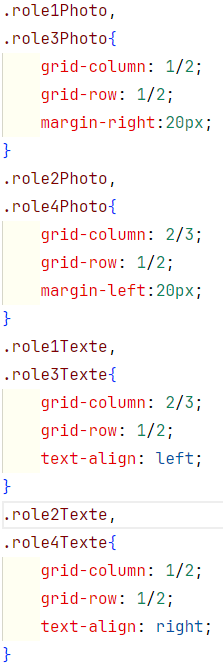 .role1Photo,
.role3Photo{
    grid-column: 1/2;
    grid-row: 1/2;
    margin-right:20px;
}
.role2Photo,
.role4Photo{
    grid-column: 2/3;
    grid-row: 1/2;
    margin-left:20px;
}
.role1Texte,
.role3Texte{
    grid-column: 2/3;
    grid-row: 1/2;
    text-align: left;
}
.role2Texte,
.role4Texte{
    grid-column: 1/2;
    grid-row: 1/2;
    text-align: right;
}